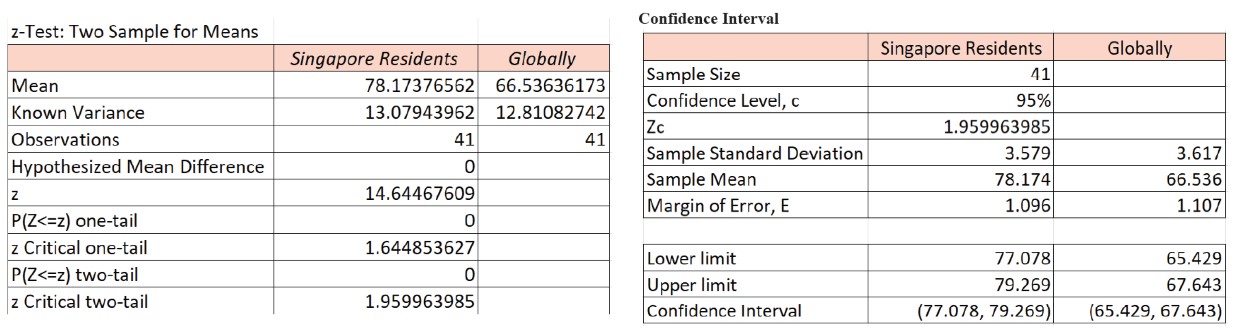 z-Test: Two Sample for Means
Singapore Residents Globally
Mean 78.17376562 66.53636173
Known Variance 13.07943962 12.81082742
Observations 41 41
Hypothesized Mean Difference 0
z 14.64467609
P(Z<=z) one-tail 0
z Critical one-tail 1.644853627
P(Z<=z) two-tail 0
z Critical two-tail 1.959963985
Confidence Interval
Singapore Residents Globally
Sample Size 41
Confidence Level, c 95%
Zc 1.959963985
Sample Standard Deviation 3.579 3.617
Sample Mean 78.174 66.536
Margin of Error, E 1.096 1.107
Lower limit 77.078 65.429
Upper limit 79.269 67.643
Confidence Interval (77.078, 79.269) (65.429, 67.643)